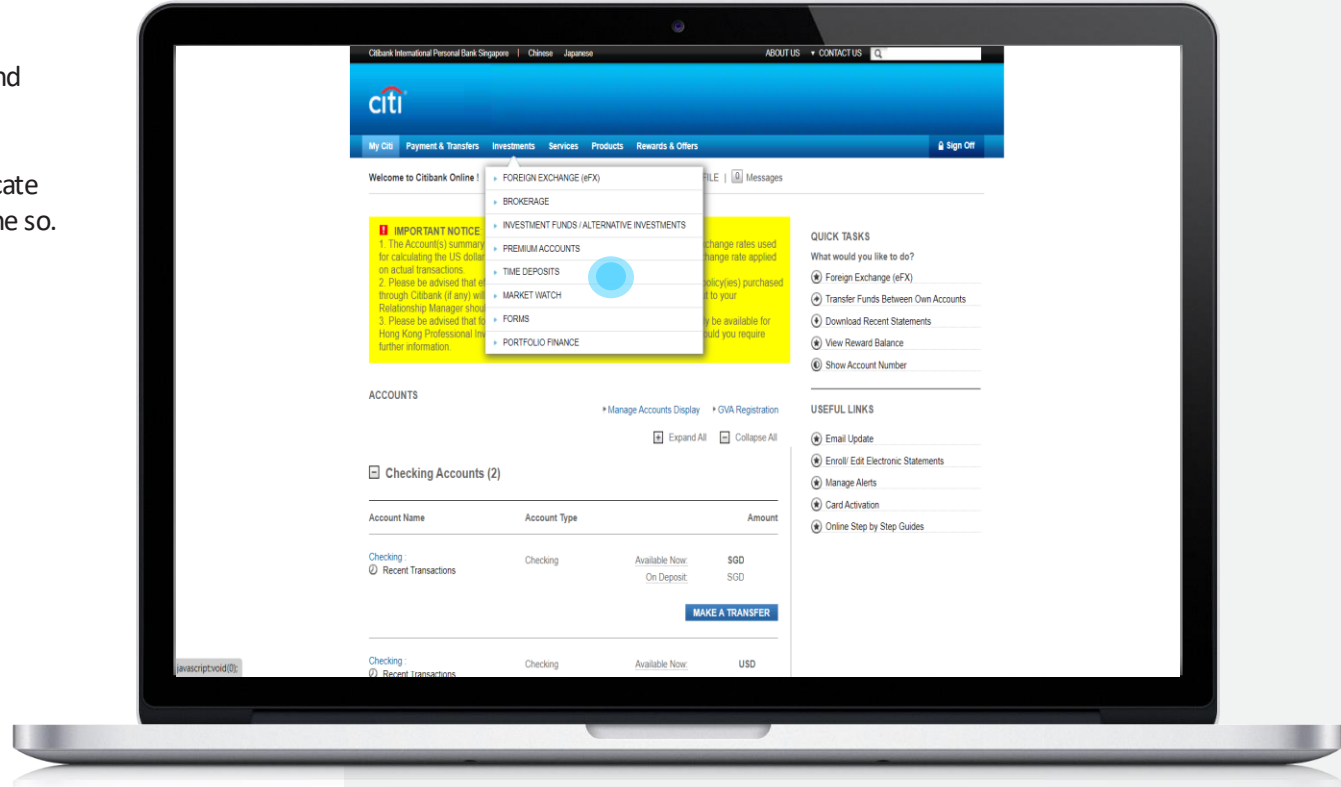 nd
cate
ne so.
Citibank International Personal Bank Singapore | Chinese Japanese ABOUT US ▾ CONTACT US
citi
My Citi Payment & Transfers Investments Services Products Rewards & Offers Sign Off
Welcome to Citibank Online ! FILE | 0 Messages
FOREIGN EXCHANGE (eFX)
BROKERAGE
INVESTMENT FUNDS / ALTERNATIVE INVESTMENTS
PREMIUM ACCOUNTS
TIME DEPOSITS
MARKET WATCH
FORMS
PORTFOLIO FINANCE
IMPORTANT NOTICE
1. The Account(s) summary change rates used
for calculating the US dollar hange rate applied
on actual transactions.
2. Please be advised that ef olicy(ies) purchased
through Citibank (if any) will t to your
Relationship Manager shou
3. Please be advised that fo y be available for
Hong Kong Professional Inv ould you require
further information.
QUICK TASKS
What would you like to do?
Foreign Exchange (eFX)
Transfer Funds Between Own Accounts
Download Recent Statements
View Reward Balance
Show Account Number
ACCOUNTS
Manage Accounts Display GVA Registration
Expand All Collapse All
USEFUL LINKS
Email Update
Enroll/ Edit Electronic Statements
Manage Alerts
Card Activation
Online Step by Step Guides
Checking Accounts (2)
Account Name Account Type Amount
Checking : Checking Available Now: SGD
Recent Transactions On Deposit: SGD
MAKE A TRANSFER
Checking : Checking Available Now: USD
Recent Transactions
javascript:void(0);